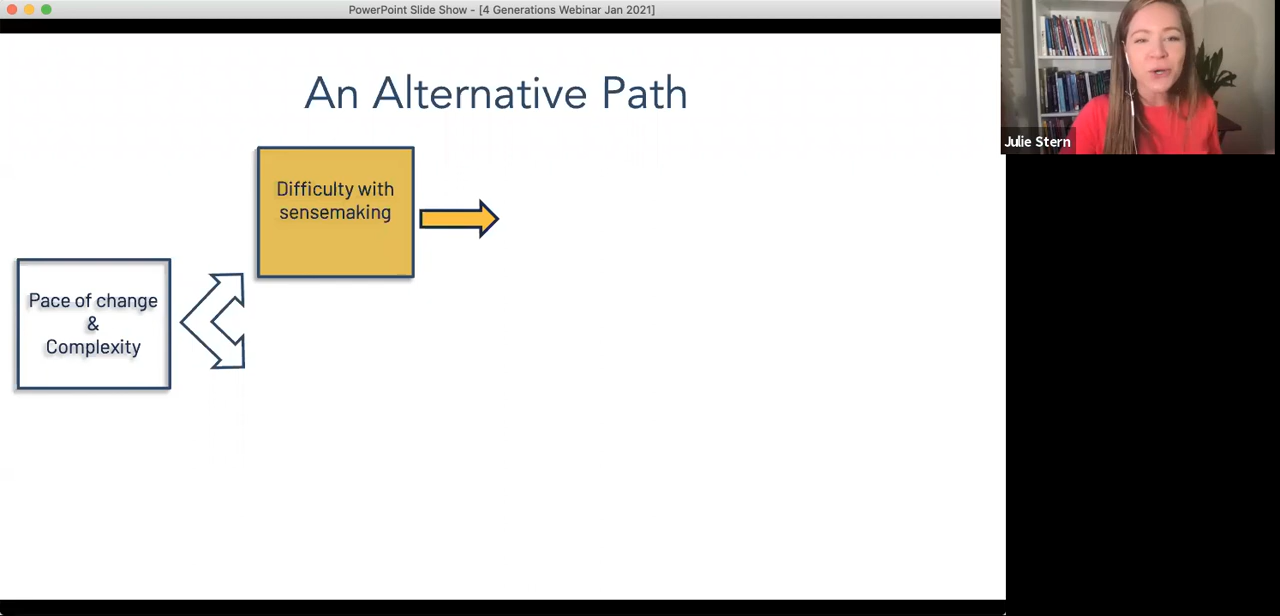 PowerPoint Slide Show - [4 Generations Webinar Jan 2021]
An Alternative Path
Difficulty with
sensemaking
Pace of change
&
Complexity
Julie Stern